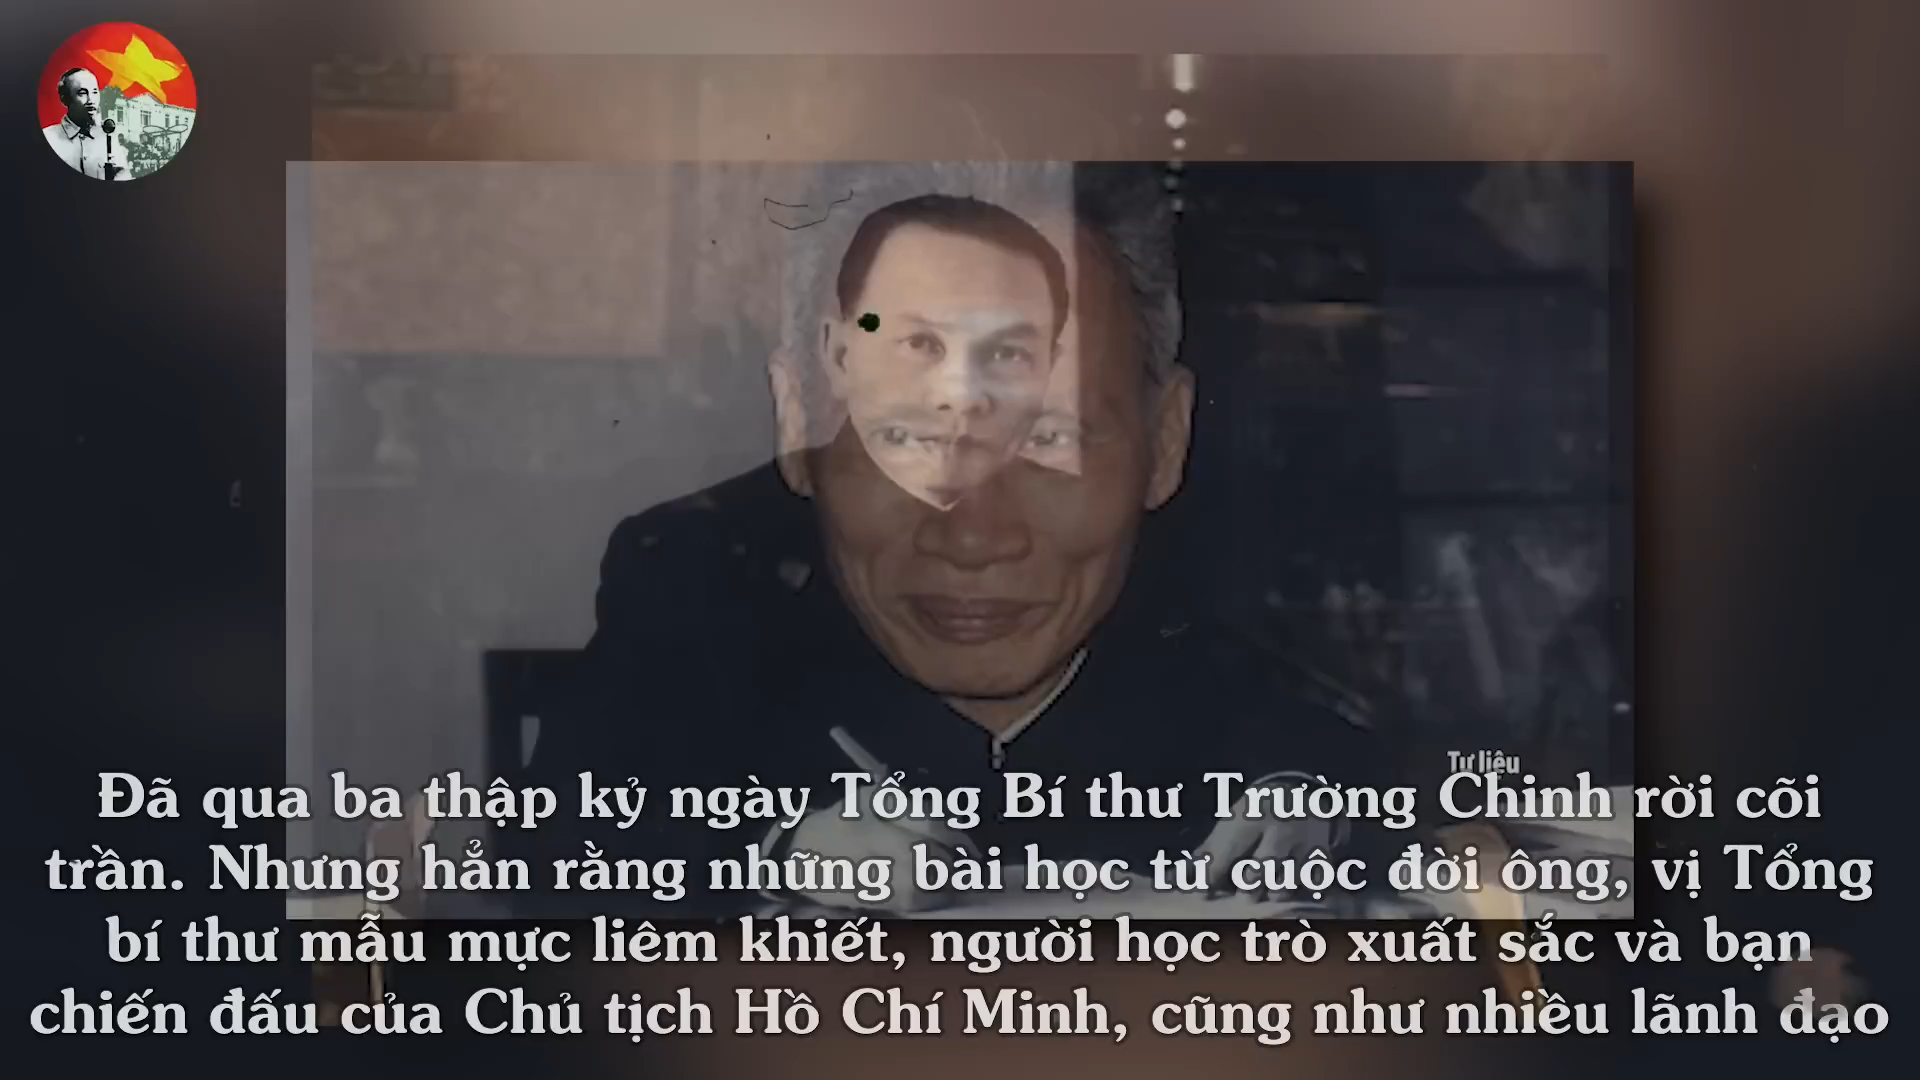 Tư liệu
Đã qua ba thập kỷ ngày Tổng Bí thư Trường Chinh rời cõi
trần. Nhưng hẳn rằng những bài học từ cuộc đời ông, vị Tổng
bí thư mẫu mực liêm khiết, người học trò xuất sắc và bạn
chiến đấu của Chủ tịch Hồ Chí Minh, cũng như nhiều lãnh đạo